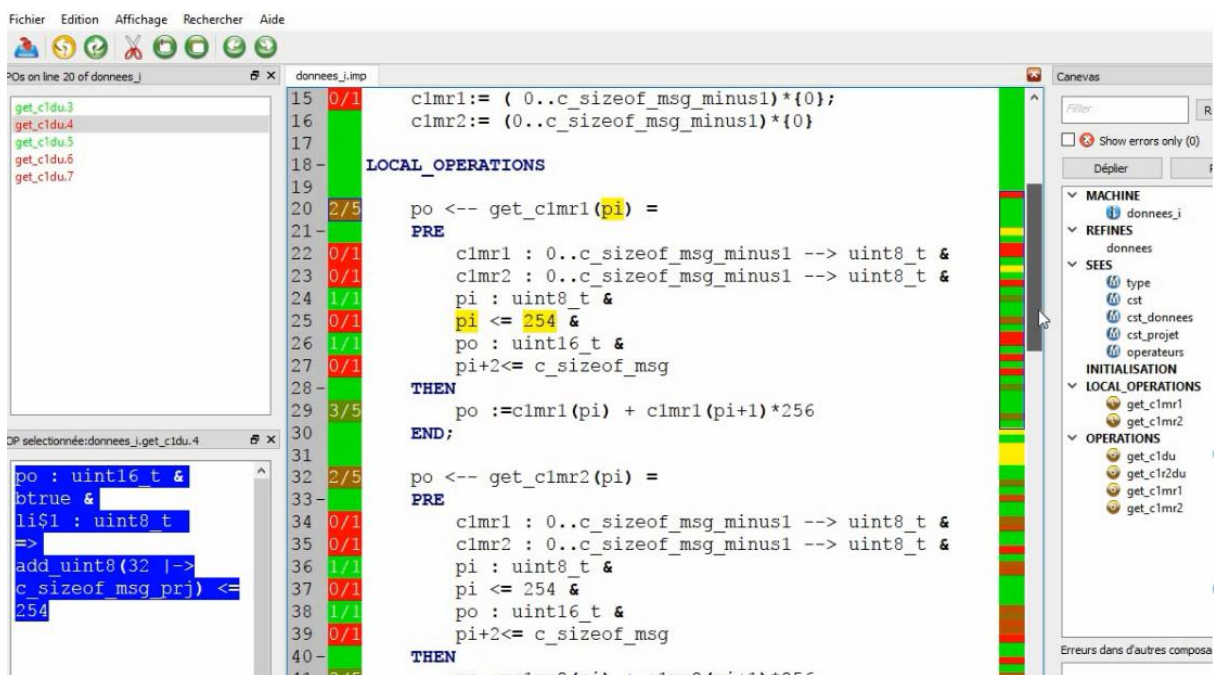 Fichier Edition Affichage Rechercher Aide
POs on line 20 of donnees_i
get_c1du.3
get_c1du.4
get_c1du.5
get_c1du.6
get_c1du.7
OP selectionnée:donnees_i.get_c1du.4
po : uint16_t &
btrue &
li$1 : uint8_t
=>
add_uint8(32 |->
c_sizeof_msg_prj) <=
254
donnees_i.imp
15 0/1 c1mr1:= ( 0..c_sizeof_msg_minus1)*{0};
16 c1mr2:= (0..c_sizeof_msg_minus1)*{0}
17
18- LOCAL_OPERATIONS
19
20 2/5 po <-- get_c1mr1(pi) =
21- PRE
22 0/1 c1mr1 : 0..c_sizeof_msg_minus1 --> uint8_t &
23 0/1 c1mr2 : 0..c_sizeof_msg_minus1 --> uint8_t &
24 1/1 pi : uint8_t &
25 0/1 pi <= 254 &
26 1/1 po : uint16_t &
27 0/1 pi+2<= c_sizeof_msg
28- THEN
29 3/5 po :=c1mr1(pi) + c1mr1(pi+1)*256
30 END;
31
32 2/5 po <-- get_c1mr2(pi) =
33- PRE
34 0/1 c1mr1 : 0..c_sizeof_msg_minus1 --> uint8_t &
35 0/1 c1mr2 : 0..c_sizeof_msg_minus1 --> uint8_t &
36 1/1 pi : uint8_t &
37 0/1 pi <= 254 &
38 1/1 po : uint16_t &
39 0/1 pi+2<= c_sizeof_msg
40- THEN
Canevas
Filter
Show errors only (0)
Déplier
MACHINE
donnees_i
REFINES
donnees
SEES
type
cst
cst_donnees
cst_projet
operateurs
INITIALISATION
LOCAL_OPERATIONS
get_c1mr1
get_c1mr2
OPERATIONS
get_c1du
get_c1r2du
get_c1mr1
get_c1mr2
Erreurs dans d'autres composa